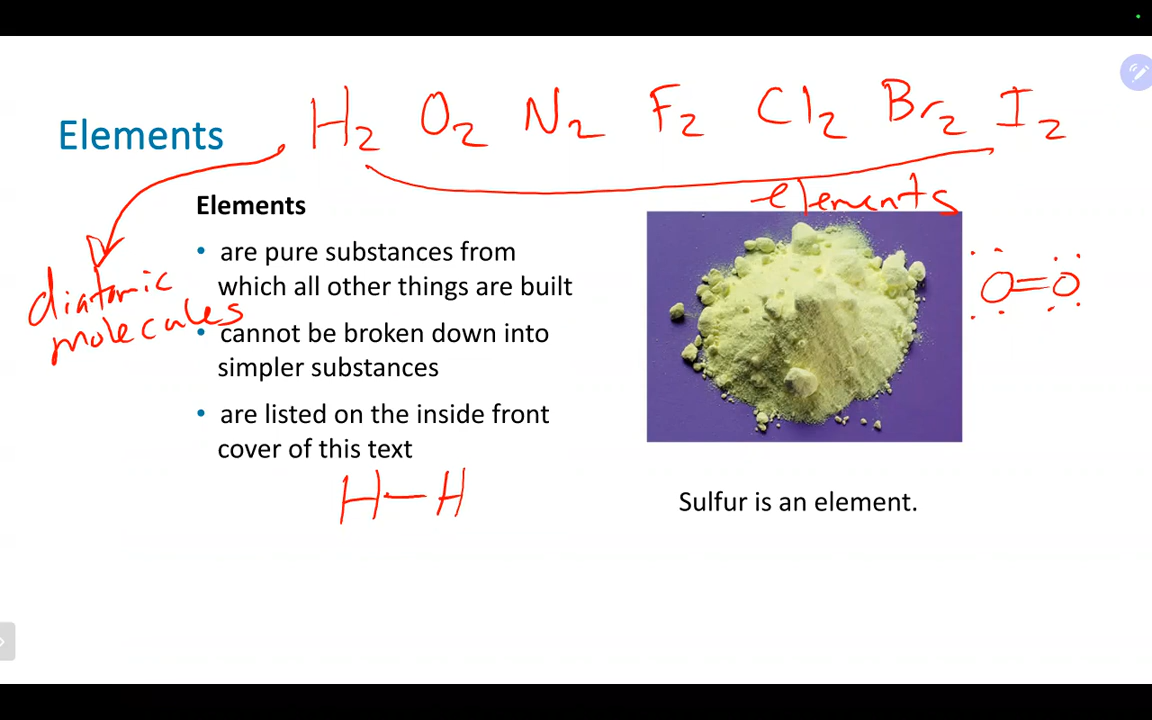 H₂ O₂ N₂ F₂ Cl₂ Br₂ I₂
Elements
elements
Elements
• are pure substances from
which all other things are built
diatomic
molecules
• cannot be broken down into
simpler substances
• are listed on the inside front
cover of this text
H-H
O=O
Sulfur is an element.